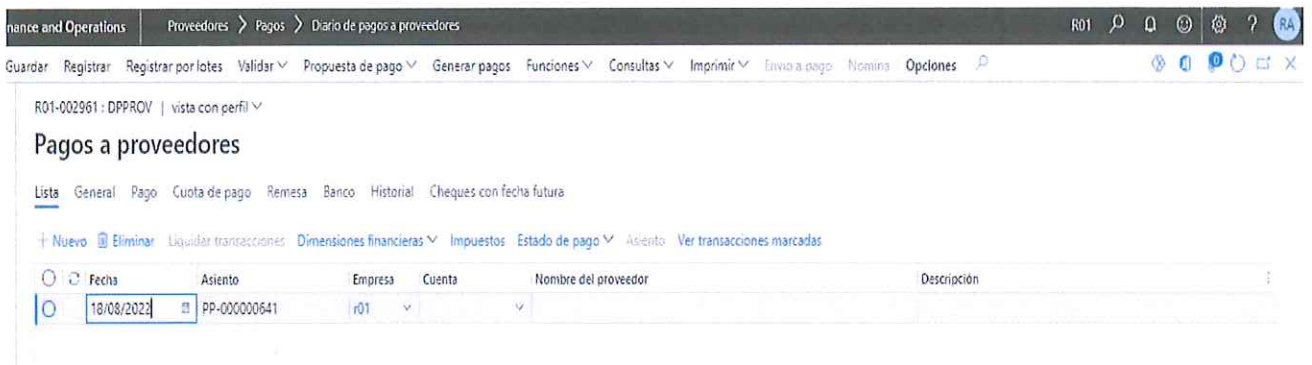 nance and Operations Proveedores > Pagos > Diario de pagos a proveedores R01 ? RA
Guardar Registrar Registrar por lotes Validar Propuesta de pago Generar pagos Funciones Consultas Imprimir Envío a pago Nomina Opciones 0
R01-002961 : DPPROV | vista con perfil
Pagos a proveedores
Lista General Pago Cuota de pago Remesa Banco Historial Cheques con fecha futura
+ Nuevo Eliminar Liquidar transacciones Dimensiones financieras Impuestos Estado de pago Asiento Ver transacciones marcadas
Fecha Asiento Empresa Cuenta Nombre del proveedor Descripción
18/08/2022 PP-000000641 r01